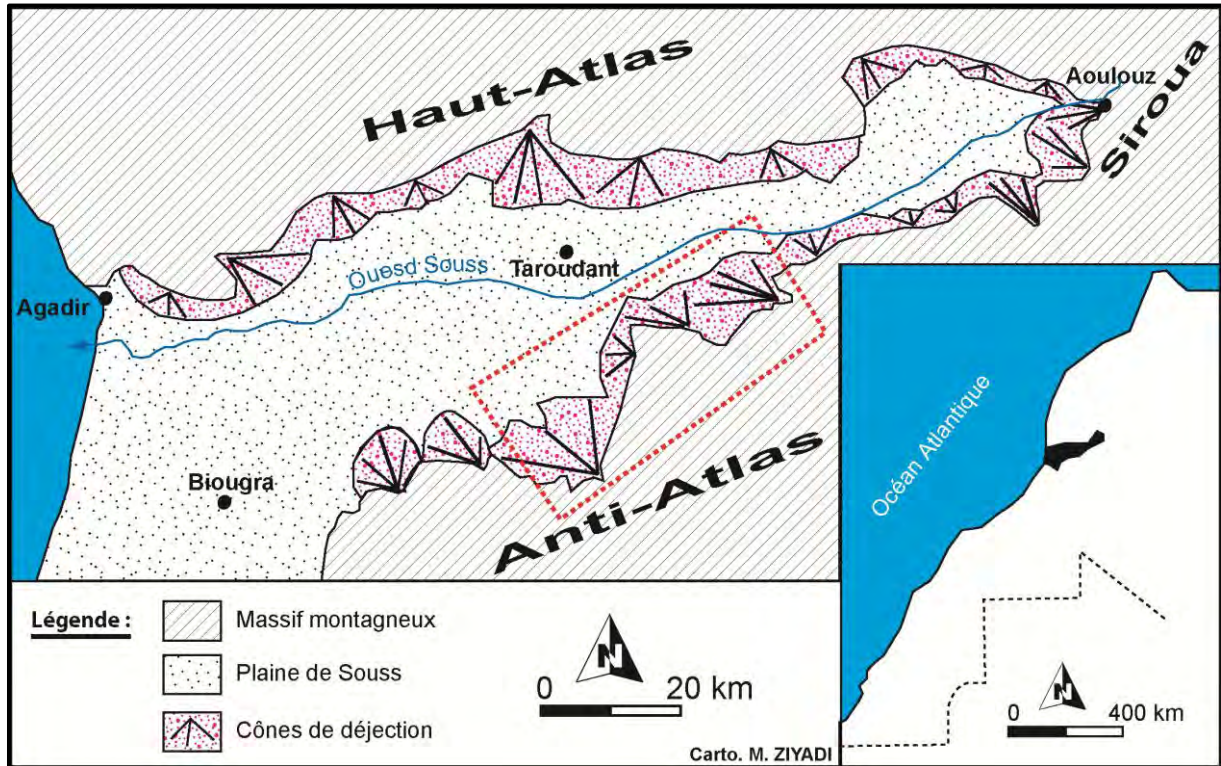 Haut-Atlas
Aoulouz
Siroua
Ouesd Souss
Taroudant
Agadir
Biougra
Anti-Atlas
Océan Atlantique
Légende :
Massif montagneux
Plaine de Souss
Cônes de déjection
N
0 20 km
Carto. M. ZIYADI
N
0 400 km